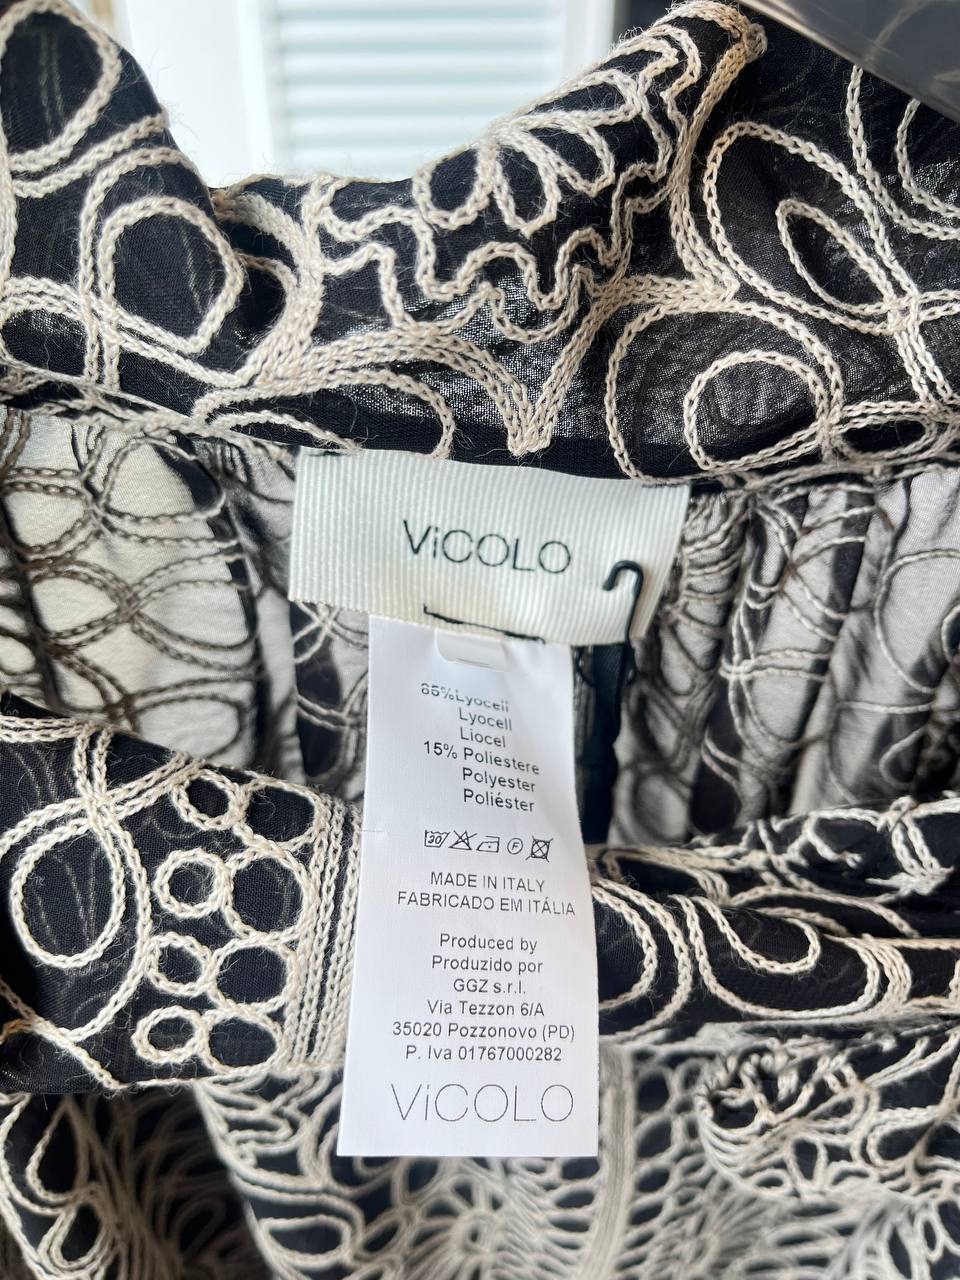 ViCOLO
85%Lyocell
Lyocell
Liocel
15% Poliestere
Polyester
Poliéster
30
F
MADE IN ITALY
FABRICADO EM ITÁLIA
Produced by
Produzido por
GGZ s.r.l.
Via Tezzon 6/A
35020 Pozzonovo (PD)
P. Iva 01767000282
ViCOLO